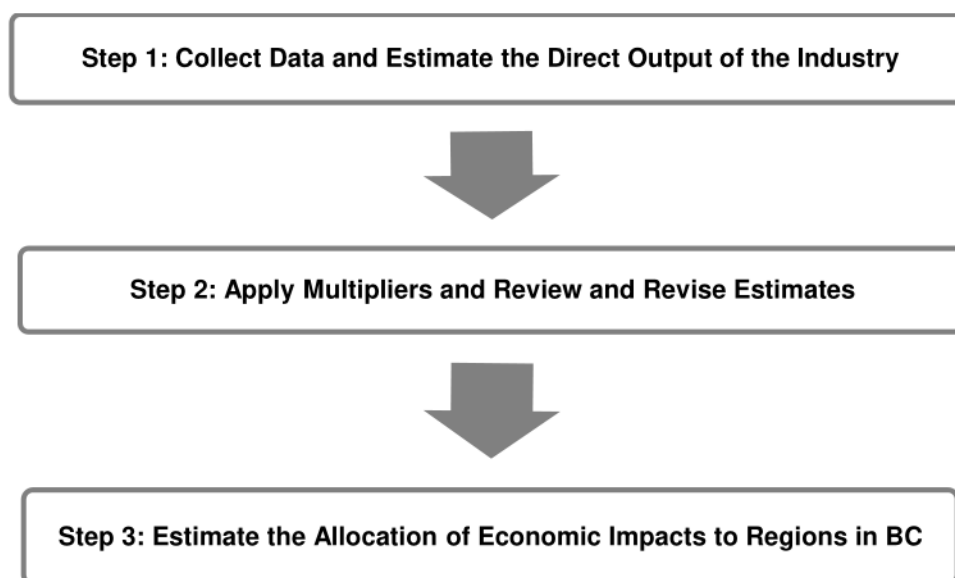 Step 1: Collect Data and Estimate the Direct Output of the Industry
Step 2: Apply Multipliers and Review and Revise Estimates
Step 3: Estimate the Allocation of Economic Impacts to Regions in BC